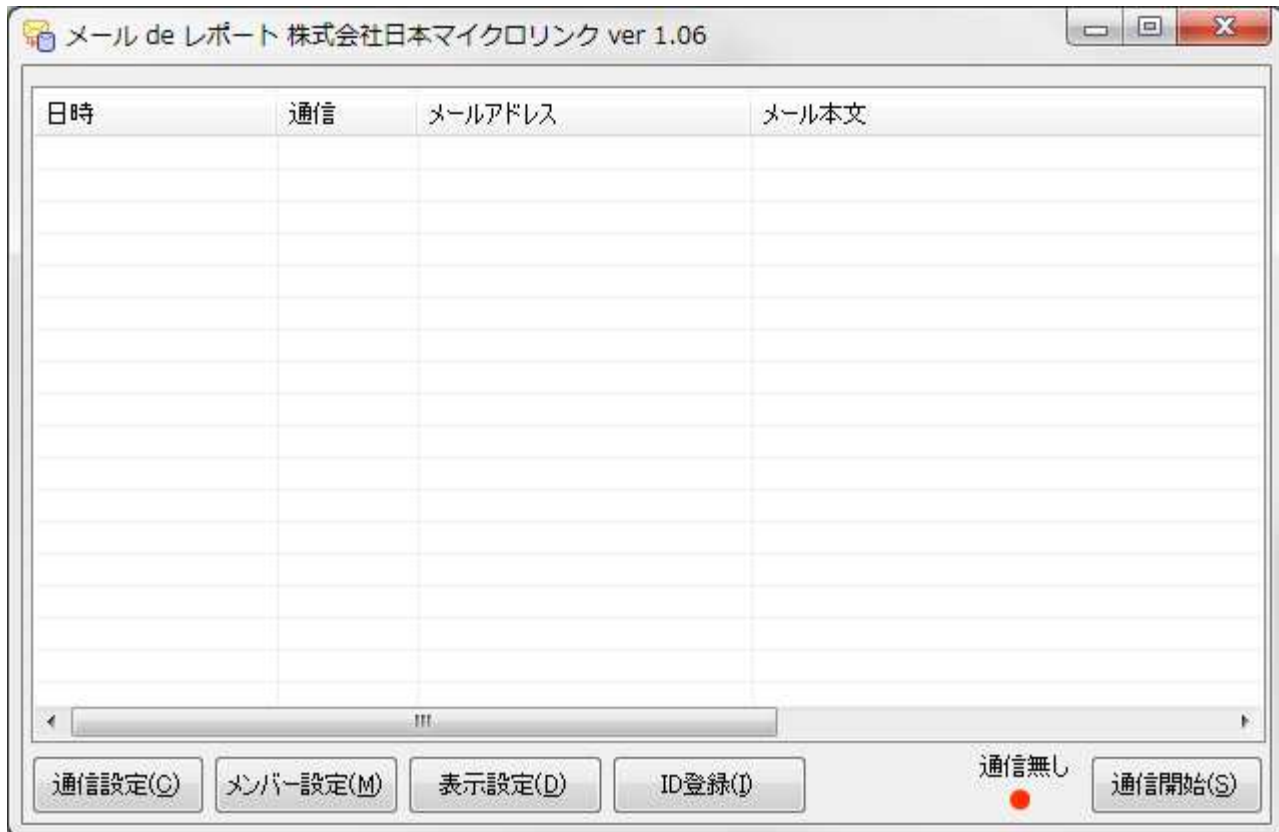 メール de レポート 株式会社日本マイクロリンク ver 1.06
日時 通信 メールアドレス メール本文
通信無し
通信設定(C) メンバー設定(M) 表示設定(D) ID登録(I) 通信開始(S)